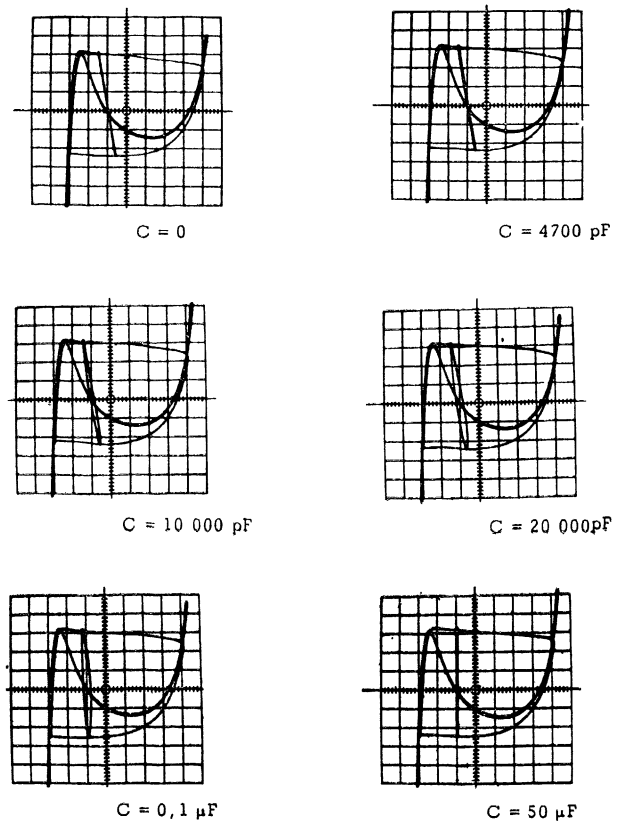 C = 0
C = 4700 pF
C = 10 000 pF
C = 20 000pF
C = 0,1 µF
C = 50 µF